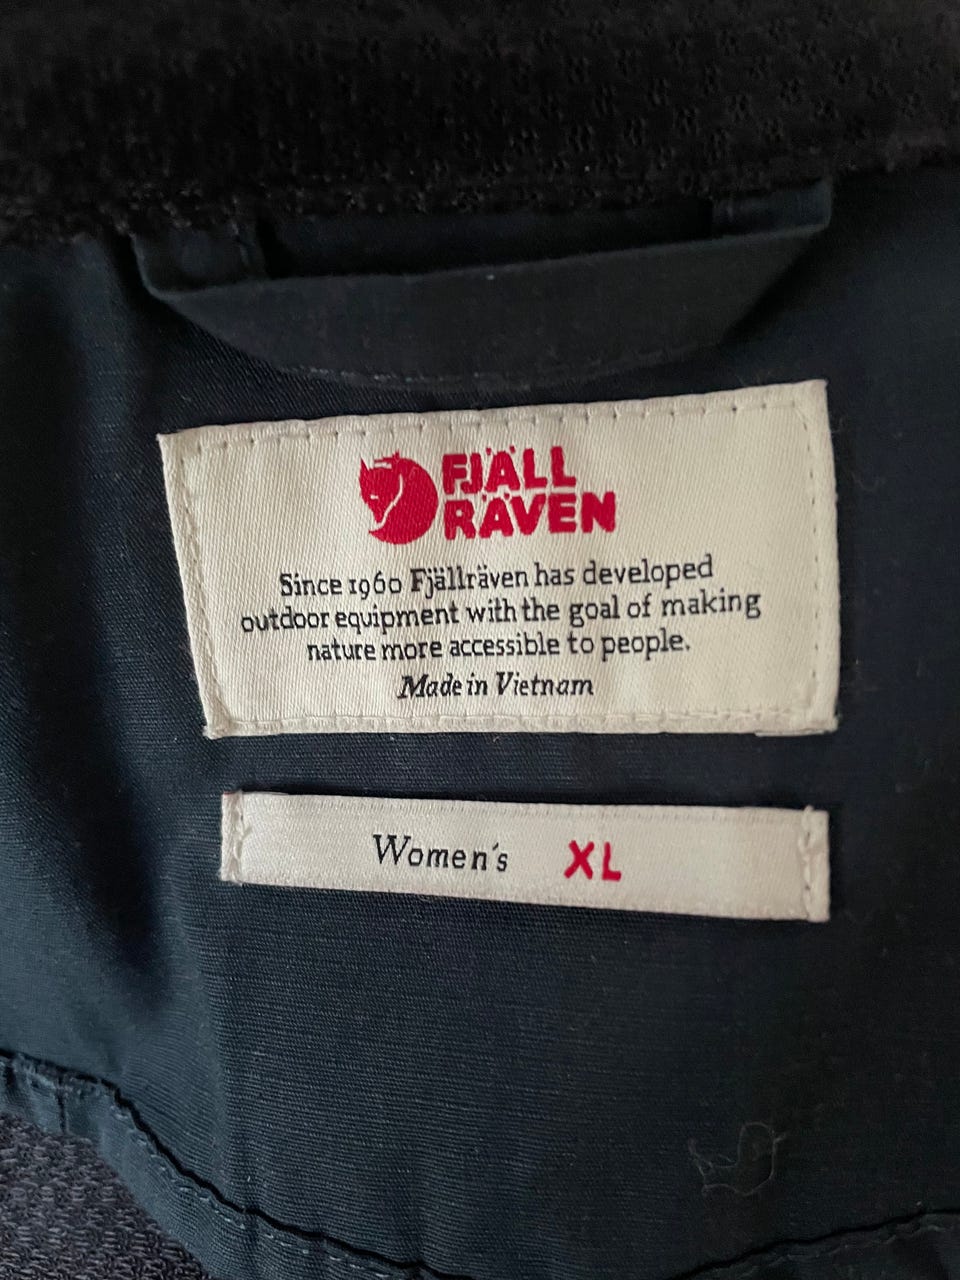 FJÄLL
RÄVEN
Since 1960 Fjällräven has developed
outdoor equipment with the goal of making
nature more accessible to people.
Made in Vietnam
Women's XL